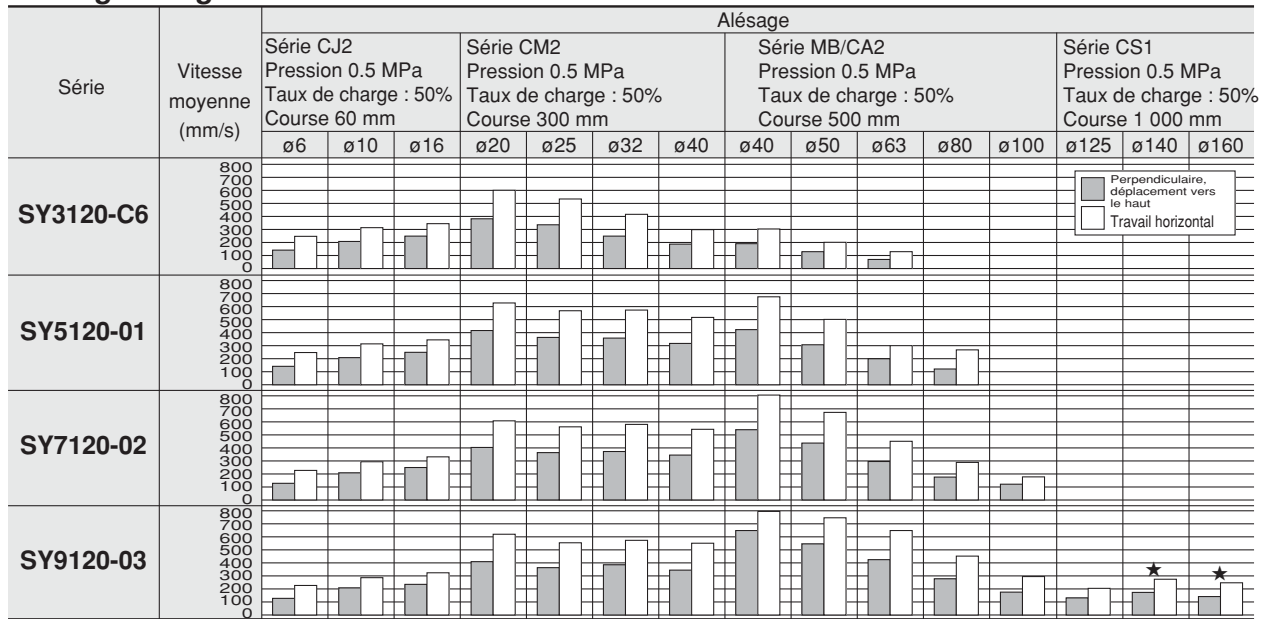 Alésage
Série
Vitesse
moyenne
(mm/s)
Série CJ2
Pression 0.5 MPa
Taux de charge : 50%
Course 60 mm
Série CM2
Pression 0.5 MPa
Taux de charge : 50%
Course 300 mm
Série MB/CA2
Pression 0.5 MPa
Taux de charge : 50%
Course 500 mm
Série CS1
Pression 0.5 MPa
Taux de charge : 50%
Course 1 000 mm
ø6 ø10 ø16 ø20 ø25 ø32 ø40 ø40 ø50 ø63 ø80 ø100 ø125 ø140 ø160
SY3120-C6
800
700
600
500
400
300
200
100
0
Perpendiculaire,
déplacement vers
le haut
Travail horizontal
SY5120-01
800
700
600
500
400
300
200
100
0
SY7120-02
800
700
600
500
400
300
200
100
0
SY9120-03
800
700
600
500
400
300
200
100
0
★ ★